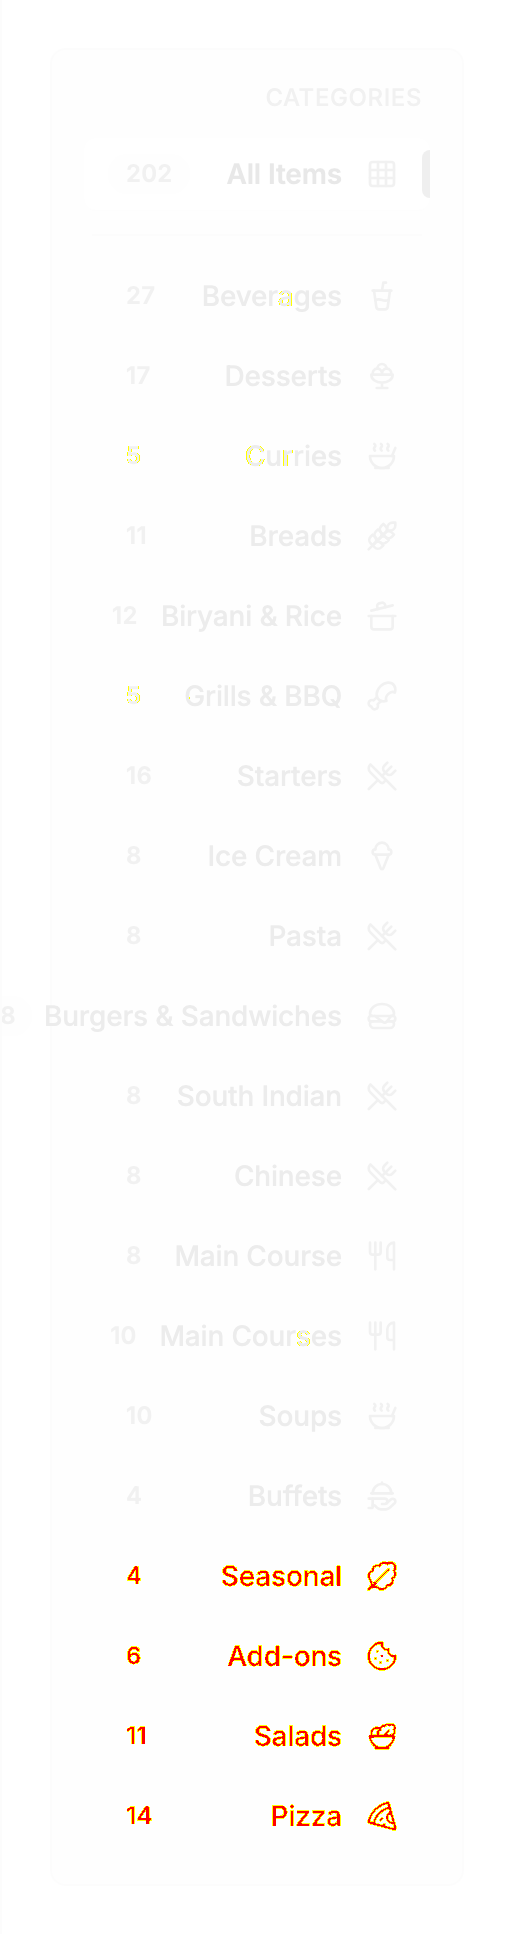 CATEGORIES
All Items 202
Beverages 27
Desserts 17
Curries 5
Breads 11
Biryani & Rice 12
Grills & BBQ 5
Starters 16
Ice Cream 8
Pasta 8
Burgers & Sandwiches 8
South Indian 8
Chinese 8
Main Course 8
Main Courses 10
Soups 10
Buffets 4
Seasonal 4
Add-ons 6
Salads 11
Pizza 14